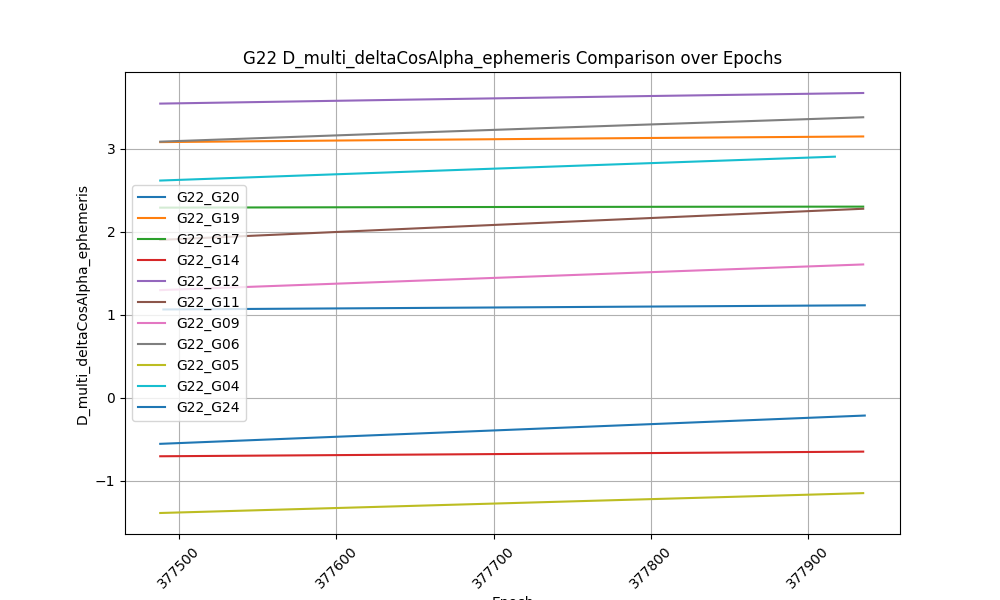 G22 D_multi_deltaCosAlpha_ephemeris Comparison over Epochs
D_multi_deltaCosAlpha_ephemeris
3
2
1
0
−1
G22_G20
G22_G19
G22_G17
G22_G14
G22_G12
G22_G11
G22_G09
G22_G06
G22_G05
G22_G04
G22_G24
377500
377600
377700
377800
377900
Epoch